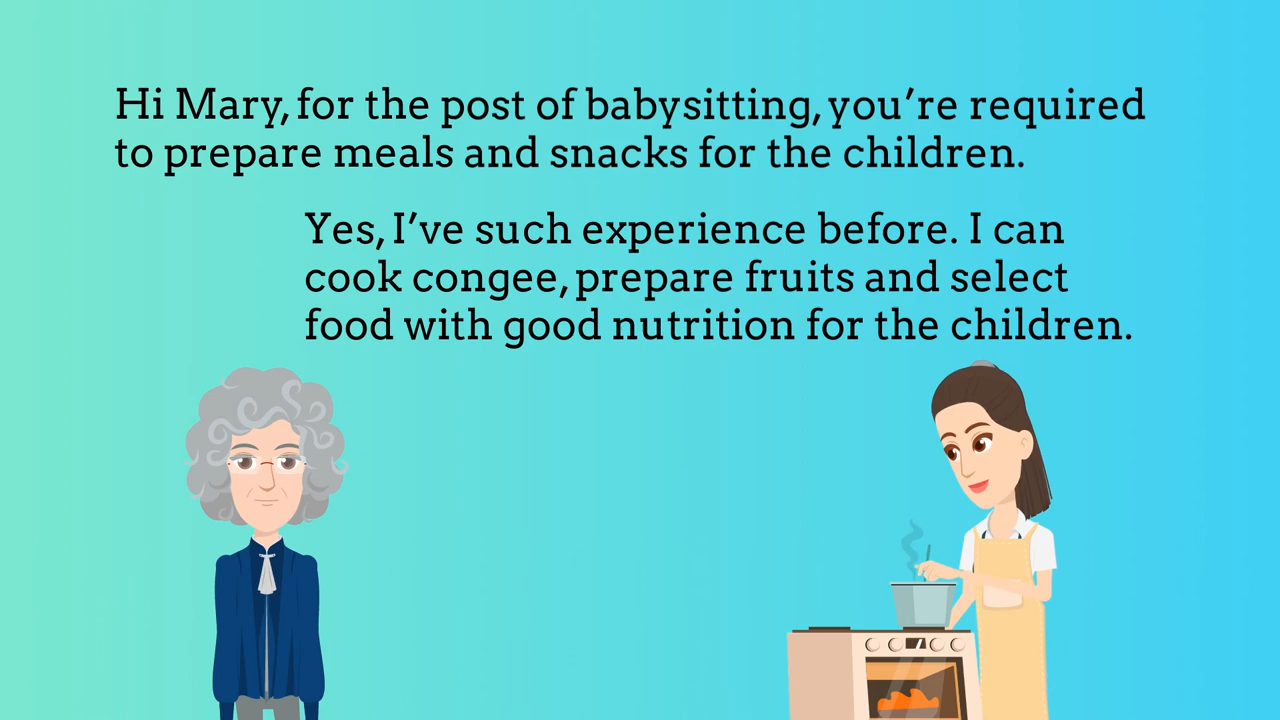 Hi Mary, for the post of babysitting, you’re required
to prepare meals and snacks for the children.
Yes, I’ve such experience before. I can
cook congee, prepare fruits and select
food with good nutrition for the children.